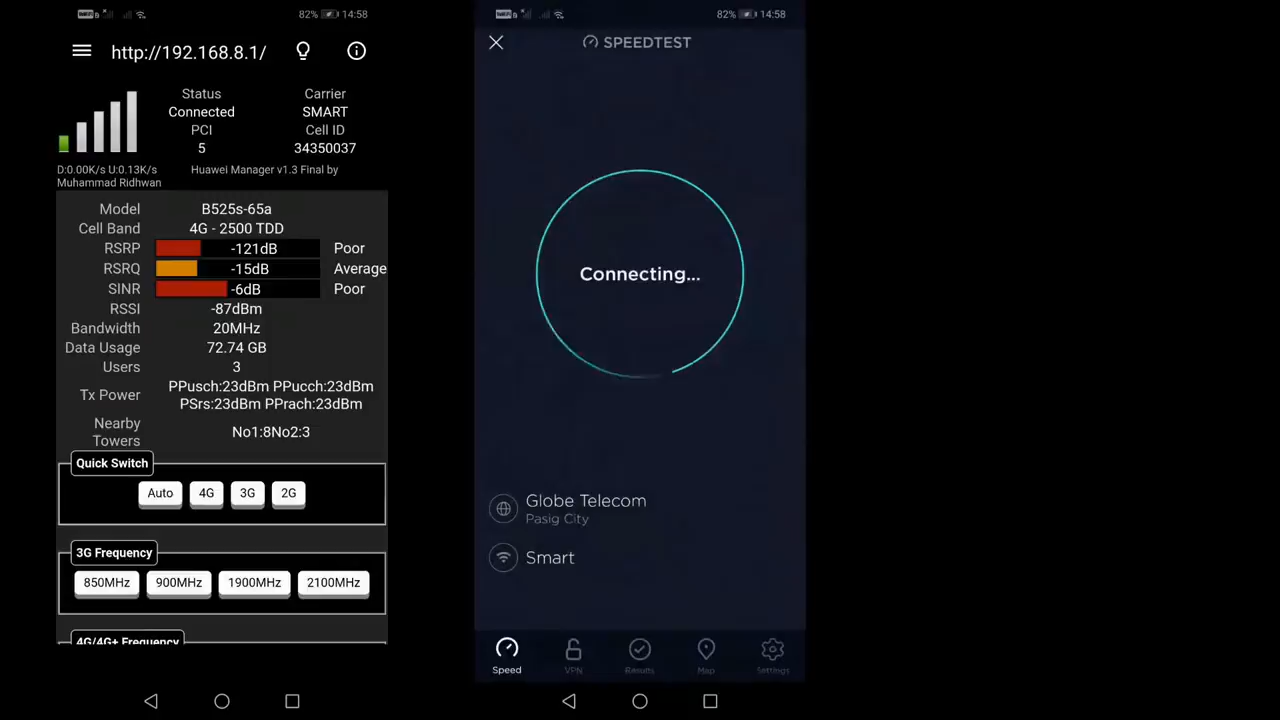 82% 14:58
http://192.168.8.1/
Status
Connected
PCI
5
Carrier
SMART
Cell ID
34350037
D:0.00K/s U:0.13K/s
Muhammad Ridhwan
Huawei Manager v1.3 Final by
Model B525s-65a
Cell Band 4G - 2500 TDD
RSRP -121dB Poor
RSRQ -15dB Average
SINR -6dB Poor
RSSI -87dBm
Bandwidth 20MHz
Data Usage 72.74 GB
Users 3
Tx Power PPusch:23dBm PPucch:23dBm
PSrs:23dBm PPrach:23dBm
Nearby
Towers
No1:8No2:3
Quick Switch
Auto 4G 3G 2G
3G Frequency
850MHz 900MHz 1900MHz 2100MHz
4G/4G+ Frequency
82% 14:58
SPEEDTEST
Connecting...
Globe Telecom
Pasig City
Smart
Speed VPN Results Map Settings